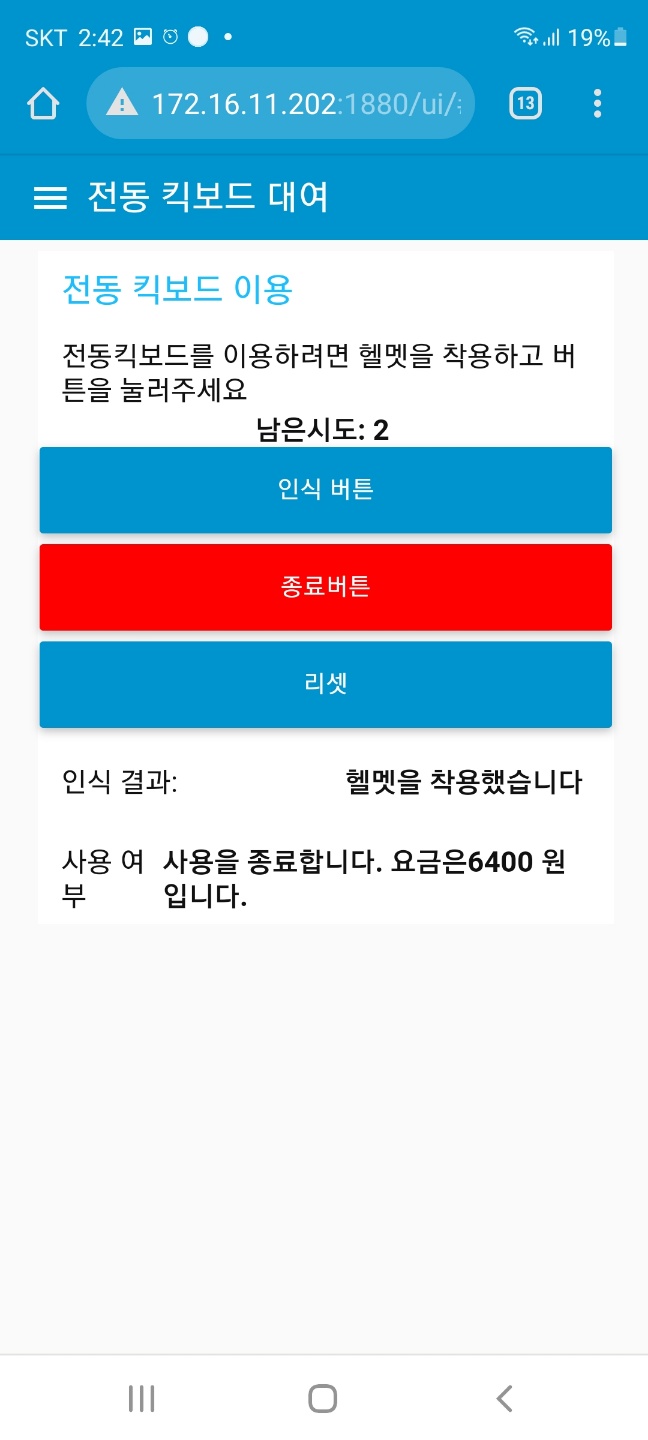 SKT 2:42 19%
172.16.11.202:1880/ui/ 13
전동 킥보드 대여
전동 킥보드 이용
전동킥보드를 이용하려면 헬멧을 착용하고 버
튼을 눌러주세요
남은시도: 2
인식 버튼
종료버튼
리셋
인식 결과: 헬멧을 착용했습니다
사용 여 사용을 종료합니다. 요금은6400 원
부 입니다.